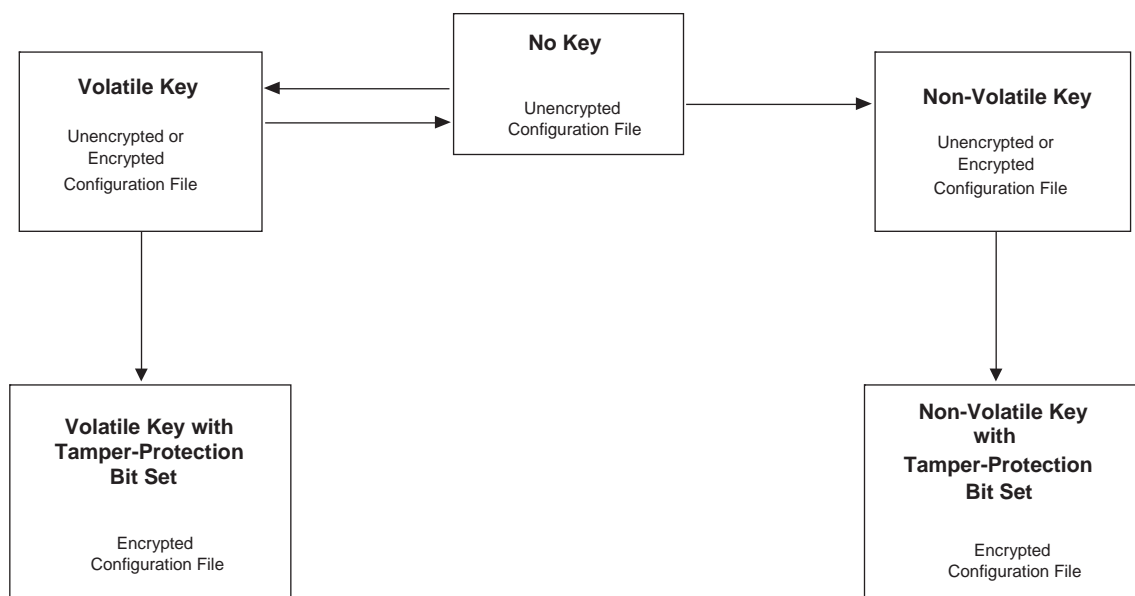 No Key
Unencrypted
Configuration File
Volatile Key
Unencrypted or
Encrypted
Configuration File
Non-Volatile Key
Unencrypted or
Encrypted
Configuration File
Volatile Key with
Tamper-Protection
Bit Set
Encrypted
Configuration File
Non-Volatile Key
with
Tamper-Protection
Bit Set
Encrypted
Configuration File